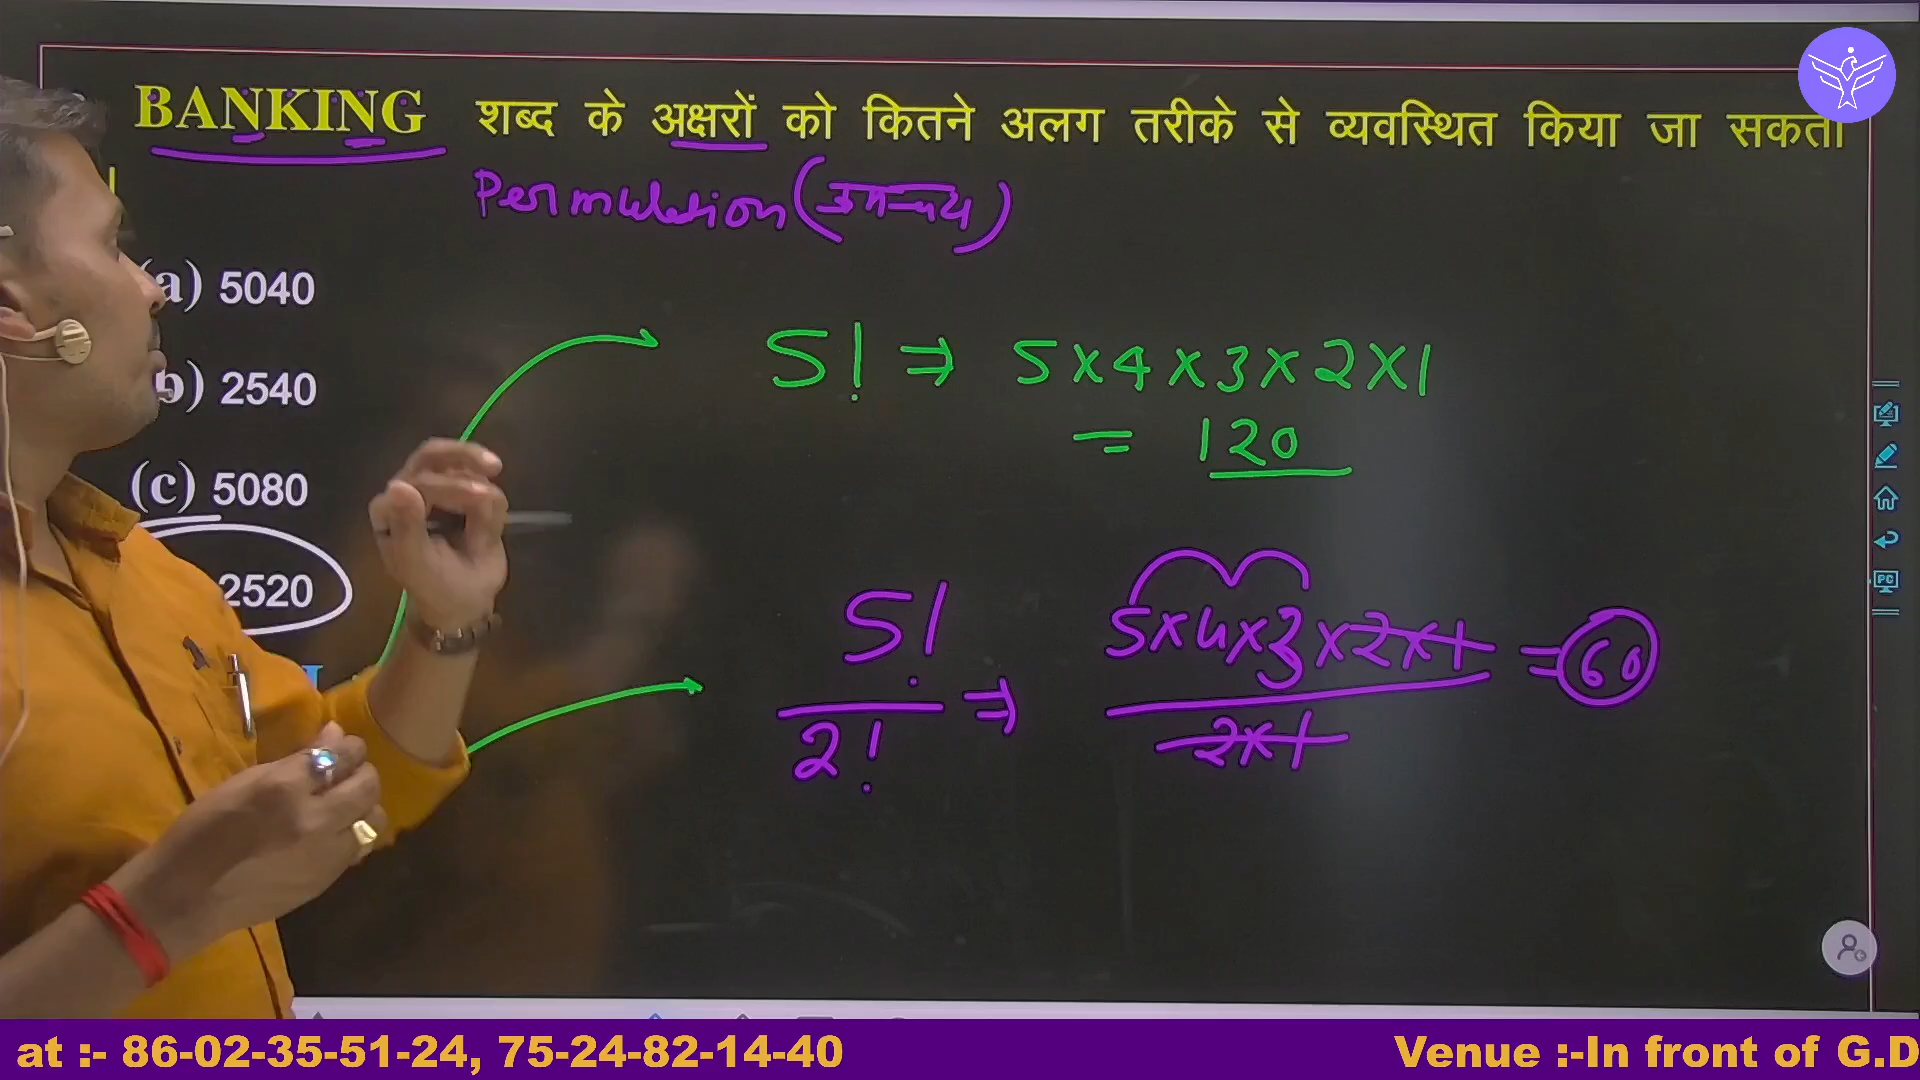 BANKING शब्द के अक्षरों को कितने अलग तरीके से व्यवस्थित किया जा सकता
Permutation (क्रमचय)
(a) 5040
(b) 2540
(c) 5080
2520
5! ⇒ 5×4×3×2×1
= 120
5!/2! ⇒ 5×4×3×2×1/2×1 = 60
PC
at :- 86-02-35-51-24, 75-24-82-14-40
Venue :-In front of G.D